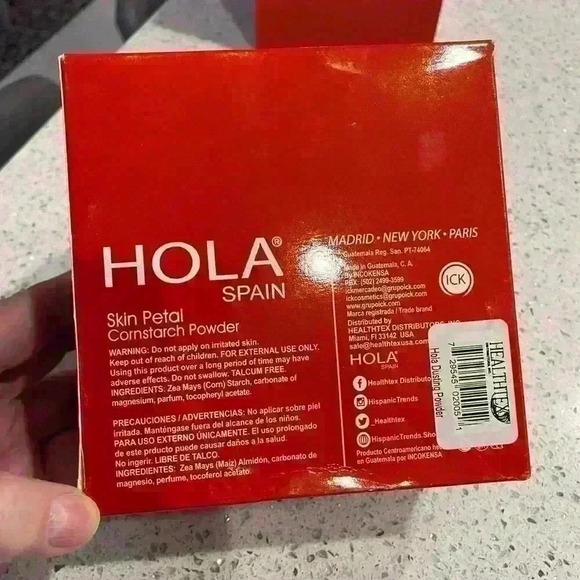 HOLA®
SPAIN
Skin Petal
Cornstarch Powder
WARNING: Do not apply on irritated skin.
Keep out of reach of children. FOR EXTERNAL USE ONLY.
Using this product over a long period of time may have
adverse effects. Do not swallow. TALCUM FREE.
INGREDIENTS: Zea Mays (Corn) Starch, carbonate of
magnesium, parfum, tocopheryl acetate.
PRECAUCIONES / ADVERTENCIAS: No aplicar sobre piel
irritada. Manténgase fuera del alcance de los niños.
PARA USO EXTERNO ÚNICAMENTE. El uso prolongado
de este prducto puede causar daños a la salud.
No ingerir. LIBRE DE TALCO.
INGREDIENTES: Zea Mays (Maíz) Almidón, carbonato de
magnesio, perfume, tocoferol acetato.
MADRID • NEW YORK • PARIS
Guatemala Reg. San. PT-74064
Made in Guatemala, C. A.
By INCOKENSA
PBX: (502) 2499-3599
ickmercadeo@grupoick.com
ickcosmetics@grupoick.com
www.grupoick.com
Marca registrada / Trade brand
Distributed by
HEALTHTEX DISTRIBUTORS, INC.
Miami, Fl 33142 USA
sales@healthtexusa.com
ICK
HOLA®
SPAIN
Healthtex Distributo
HispanicTrends
_Healthtex
HispanicTrends.Sho
Producto Centroamericano h
en Guatemala por INCOKENSA
HEALTHTEX
Hola Dusting Powder